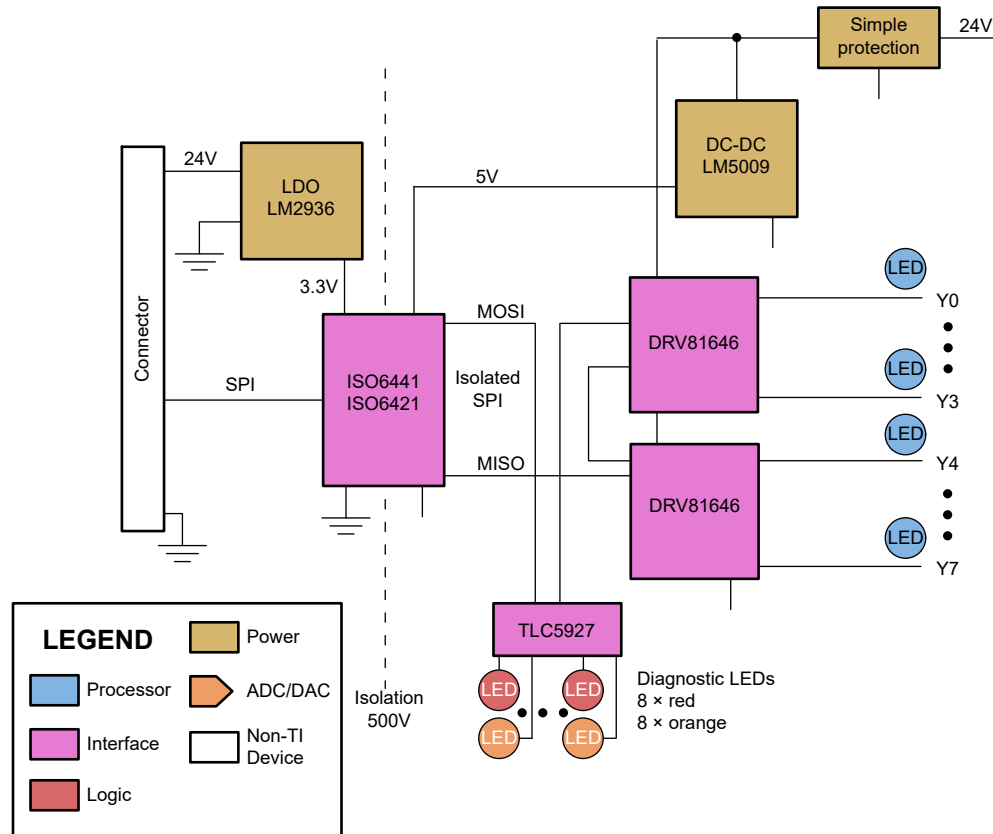 Simple
protection
24V
DC-DC
LM5009
24V
LDO
LM2936
5V
3.3V
Connector
SPI
ISO6441
ISO6421
MOSI
Isolated
SPI
MISO
DRV81646
DRV81646
LED
Y0
LED
Y3
LED
Y4
LED
Y7
TLC5927
LED
LED
LED
LED
Diagnostic LEDs
8 × red
8 × orange
Isolation
500V
LEGEND
Power
Processor
ADC/DAC
Interface
Non-TI
Device
Logic